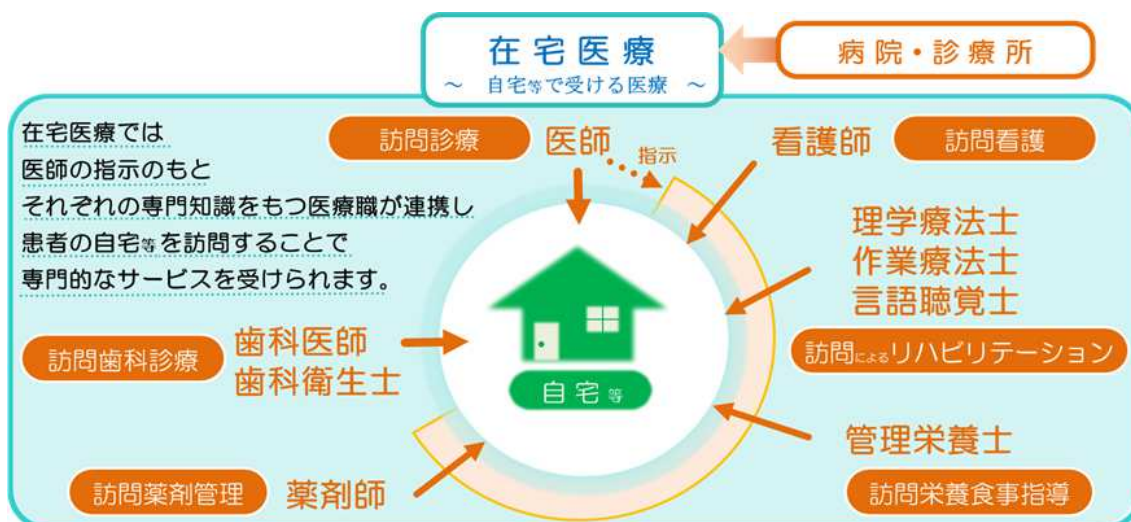 在宅医療
～ 自宅等で受ける医療 ～
病院・診療所
在宅医療では
医師の指示のもと
それぞれの専門知識をもつ医療職が連携し
患者の自宅等を訪問することで
専門的なサービスを受けられます。
訪問診療 医師
指示
看護師 訪問看護
理学療法士
作業療法士
言語聴覚士
訪問によるリハビリテーション
訪問歯科診療
歯科医師
歯科衛生士
自宅等
管理栄養士
訪問栄養食事指導
訪問薬剤管理 薬剤師